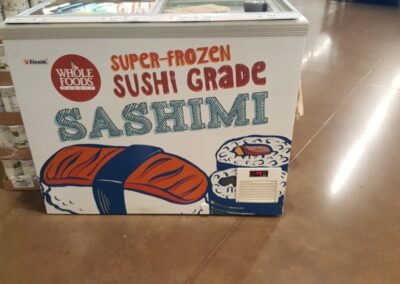 WHOLE
FOODS
MARKET
SUPER-FROZEN
SUSHI GRADE
SASHIMI